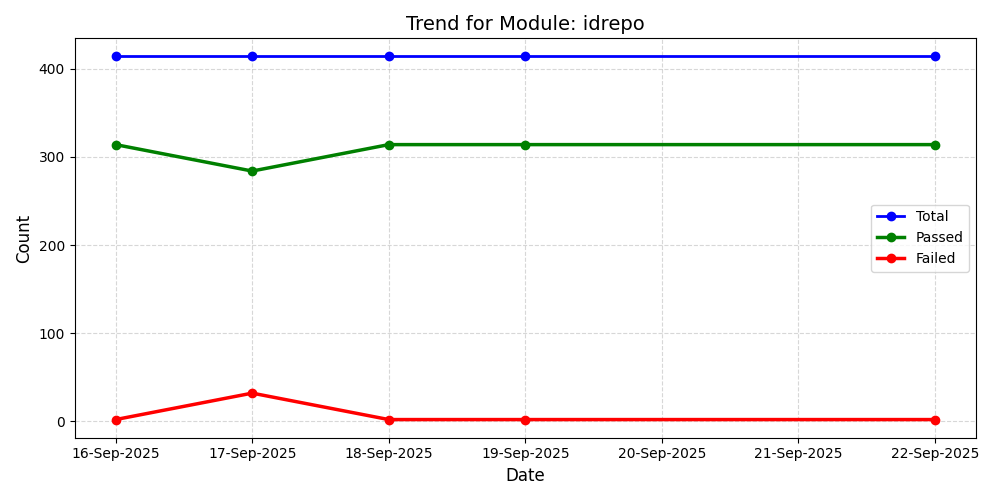 Trend for Module: idrepo
Count
400
300
200
100
0
Total
Passed
Failed
16-Sep-2025
17-Sep-2025
18-Sep-2025
19-Sep-2025
20-Sep-2025
21-Sep-2025
22-Sep-2025
Date